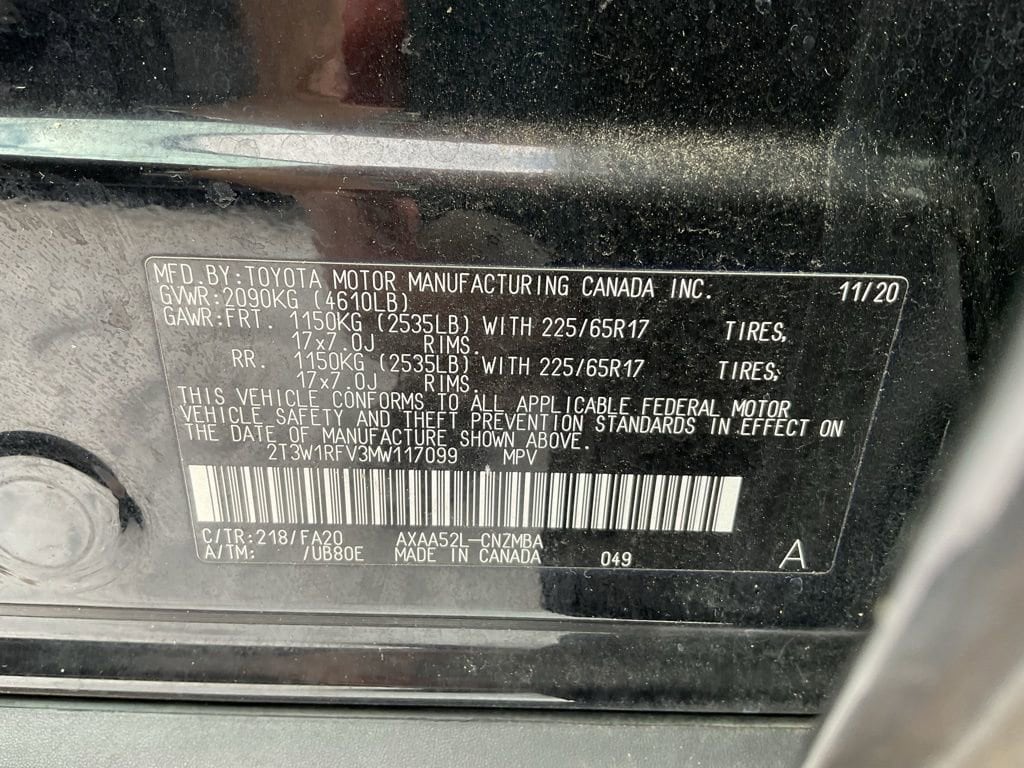 MFD.BY:TOYOTA MOTOR MANUFACTURING CANADA INC. 11/20
GVWR:2090KG (4610LB)
GAWR:FRT. 1150KG (2535LB) WITH 225/65R17 TIRES,
17x7.0J RIMS.
RR. 1150KG (2535LB) WITH 225/65R17 TIRES,
17x7.0J RIMS.
THIS VEHICLE CONFORMS TO ALL APPLICABLE FEDERAL MOTOR
VEHICLE SAFETY AND THEFT PREVENTION STANDARDS IN EFFECT ON
THE DATE OF MANUFACTURE SHOWN ABOVE.
2T3W1RFV3MW117099 MPV
C/TR:218/FA20 AXAA52L-CNZMBA
A/TM: /UB80E MADE IN CANADA 049 A